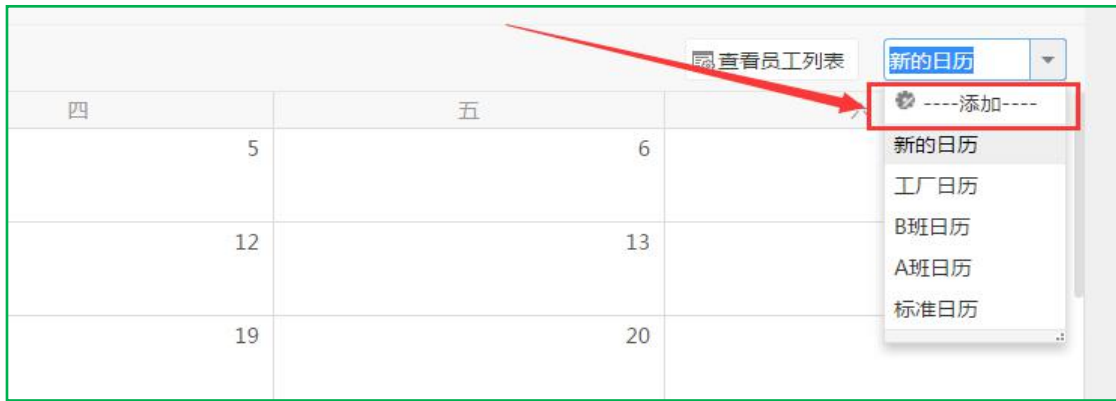 查看员工列表 新的日历
----添加----
四 五
新的日历
5 6
工厂日历
B班日历
12 13
A班日历
标准日历
19 20